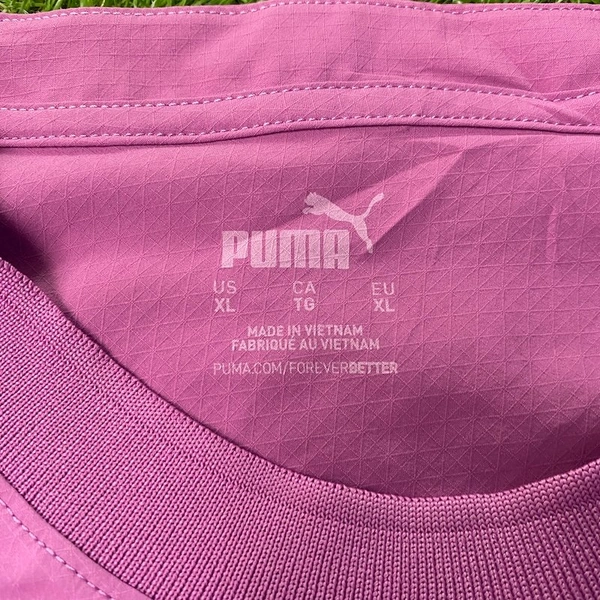 PUMA
US CA EU
XL TG XL
MADE IN VIETNAM
FABRIQUÉ AU VIETNAM
PUMA.COM/FOREVERBETTER